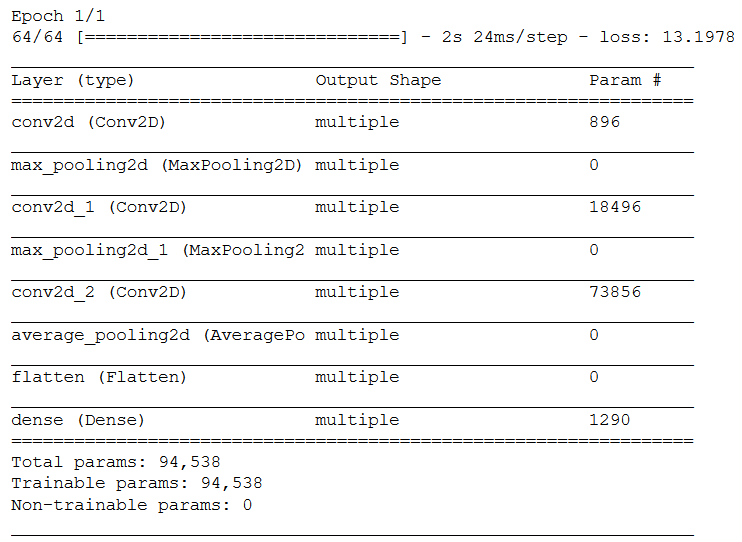 Epoch 1/1
64/64 [==============================] - 2s 24ms/step - loss: 13.1978
_________________________________________________________________
Layer (type)                 Output Shape              Param #
=================================================================
conv2d (Conv2D)              multiple                  896
_________________________________________________________________
max_pooling2d (MaxPooling2D) multiple                  0
_________________________________________________________________
conv2d_1 (Conv2D)            multiple                  18496
_________________________________________________________________
max_pooling2d_1 (MaxPooling2 multiple                  0
_________________________________________________________________
conv2d_2 (Conv2D)            multiple                  73856
_________________________________________________________________
average_pooling2d (AveragePo multiple                  0
_________________________________________________________________
flatten (Flatten)            multiple                  0
_________________________________________________________________
dense (Dense)                multiple                  1290
=================================================================
Total params: 94,538
Trainable params: 94,538
Non-trainable params: 0
_________________________________________________________________